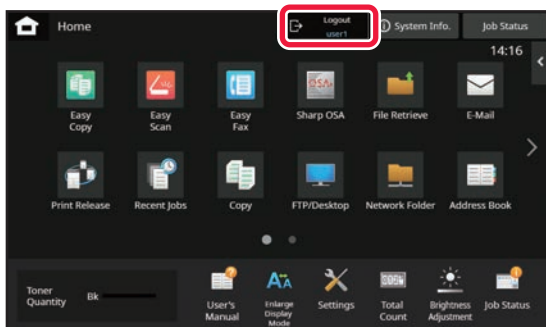 Home
Logout
user1
System Info.
Job Status
14:16
Easy
Copy
Easy
Scan
Easy
Fax
Sharp OSA
File Retrieve
E-Mail
Print Release
Recent Jobs
Copy
FTP/Desktop
Network Folder
Address Book
Toner
Quantity
Bk
User's
Manual
Enlarge
Display
Mode
Settings
Total
Count
Brightness
Adjustment
Job Status